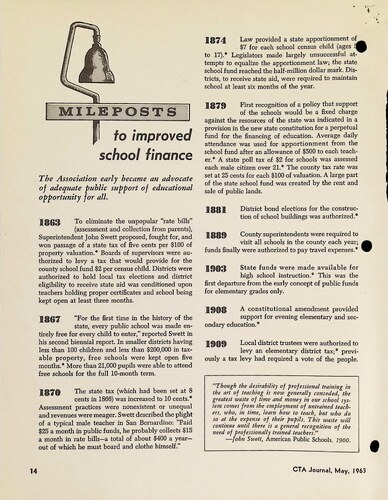 MILEPOSTS
to improved
school finance
The Association early became an advocate
of adequate public support of educational
opportunity for all.
1863 To eliminate the unpopular "rate bills"
(assessment and collection from parents),
Superintendent John Swett proposed, fought for, and
won passage of a state tax of five cents per $100 of
property valuation.* Boards of supervisors were au-
thorized to levy a tax that would provide for the
county school fund $2 per census child. Districts were
authorized to hold local tax elections and district
eligibility to receive state aid was conditioned upon
teachers holding proper certificates and school being
kept open at least three months.
1867 "For the first time in the history of the
state, every public school was made en-
tirely free for every child to enter," reported Swett in
his second biennial report. In smaller districts having
less than 100 children and less than $200,000 in tax-
able property, free schools were kept open five
months.* More than 21,000 pupils were able to attend
free schools for the full 10-month term.
1870 The state tax (which had been set at 8
cents in 1866) was increased to 10 cents.*
Assessment practices were nonexistent or unequal
and revenues were meager. Swett described the plight
of a typical male teacher in San Bernardino: "Paid
$25 a month in public funds, he probably collects $15
a month in rate bills—a total of about $400 a year—
out of which he must board and clothe himself."
14
1874 Law provided a state apportionment of
$7 for each school census child (ages
to 17).* Legislators made largely unsuccessful at-
tempts to equalize the apportionment law; the state
school fund reached the half-million dollar mark. Dis-
tricts, to receive state aid, were required to maintain
school at least six months of the year.
1879 First recognition of a policy that support
of the schools would be a fixed charge
against the resources of the state was indicated in a
provision in the new constitution for a perpetual fund
for the financing of education. Average daily
attendance was used for apportionment from the
school fund after an allowance of $500 to each teach-
er.* A state poll tax of $2 for schools was assessed
each male citizen over 21.* The county tax rate was
set at 25 cents for each $100 of valuation. A large part
of the state school fund was created by the rent and
sale of public lands.
1881 District bond elections for the construc-
tion of school buildings was authorized.*
1889 County superintendents were required to
visit all schools in the county each year;
funds finally were authorized to pay travel expenses.*
1903 State funds were made available for
high school instruction.* This was the
first departure from the early concept of public funds
for elementary grades only.
1908 A constitutional amendment provided
support for evening elementary and sec-
ondary education.*
1909 Local district trustees were authorized to
levy an elementary district tax;* previ-
ously a tax levy had required a vote of the people.
"Though the desirability of professional training in
the art of teaching is now generally conceded, the
greatest waste of time and money in our school sys-
tem comes from the employment of untrained teach-
ers, who, in time, learn how to teach, but who do
so at the expense of their pupils. This waste will
continue until there is a general recognition of the
need of professionally trained teachers."
—John Swett, American Public Schools, 1900.
CTA Journal, May, 1963